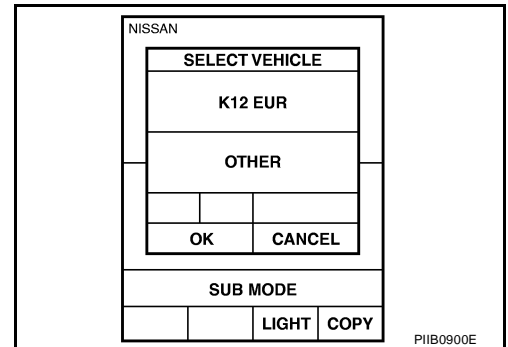 NISSAN
SELECT VEHICLE
K12 EUR
OTHER
OK CANCEL
SUB MODE
LIGHT COPY
PIIB0900E